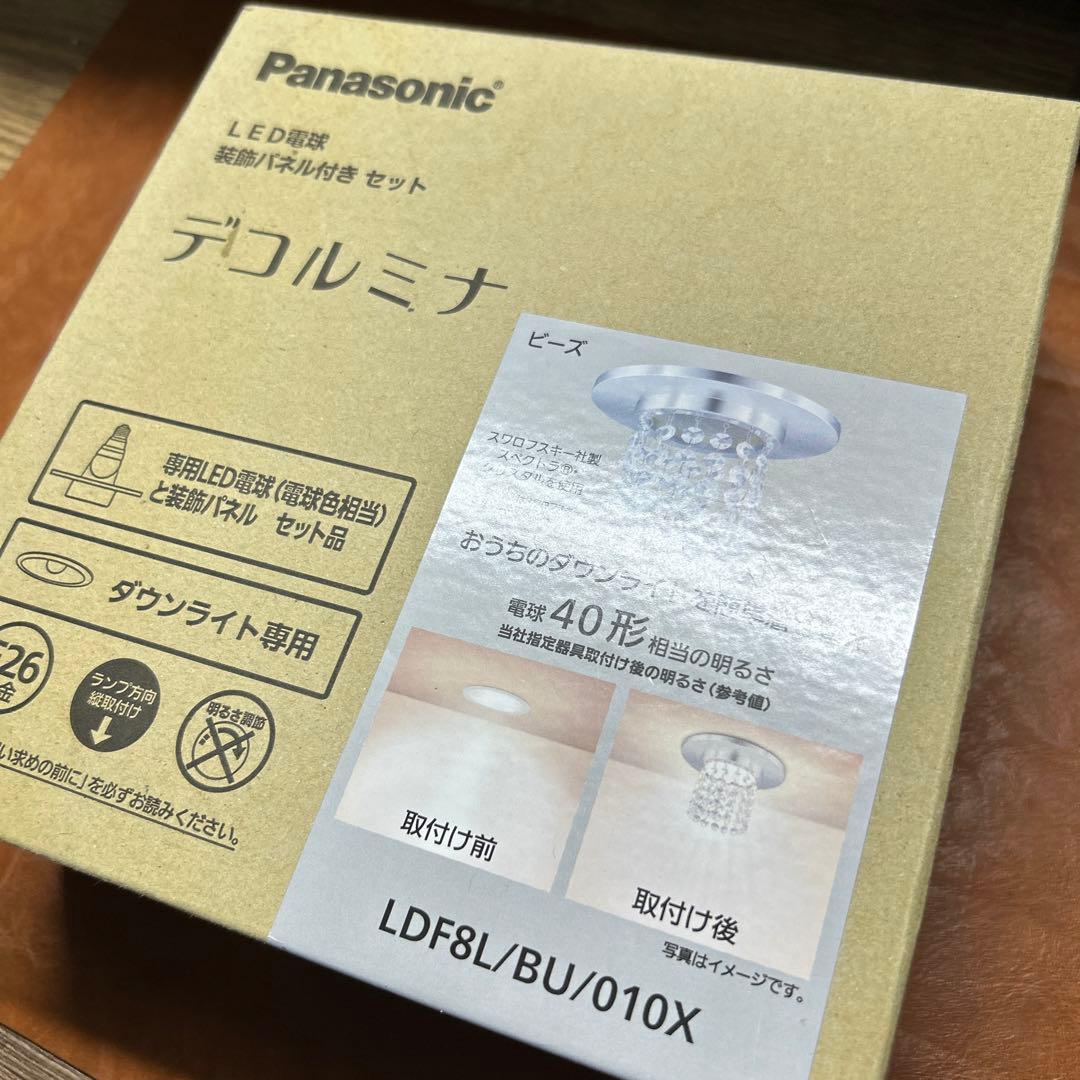 Panasonic®
LED電球
装飾パネル付き セット
デコルミナ
ビーズ
スワロフスキー社製
スペクトラ®*
クリスタルを使用
専用LED電球(電球色相当)
と装飾パネル セット品
ダウンライト専用
おうちのダウンライト
電球40形相当の明るさ
当社指定器具取付け後の明るさ(参考値)
E26
金
ランプ方向
縦取付け
明るさ調節
い求めの前に」を必ずお読みください。
取付け前
取付け後
写真はイメージです。
LDF8L/BU/010X